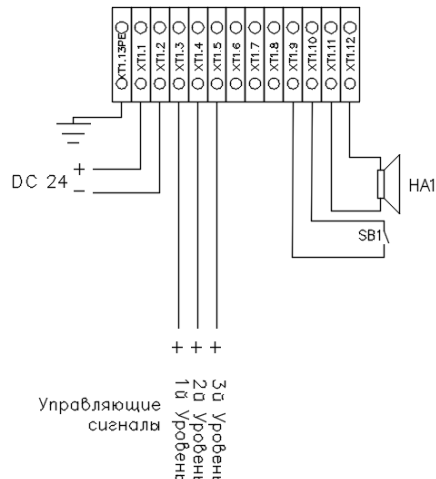 XT1.13PE
XT1.1
XT1.2
XT1.3
XT1.4
XT1.5
XT1.6
XT1.7
XT1.8
XT1.9
XT1.10
XT1.11
XT1.12
DC 24
+
−
HA1
SB1
+ + +
Управляющие
сигналы
1й Уровень
2й Уровень
3й Уровень